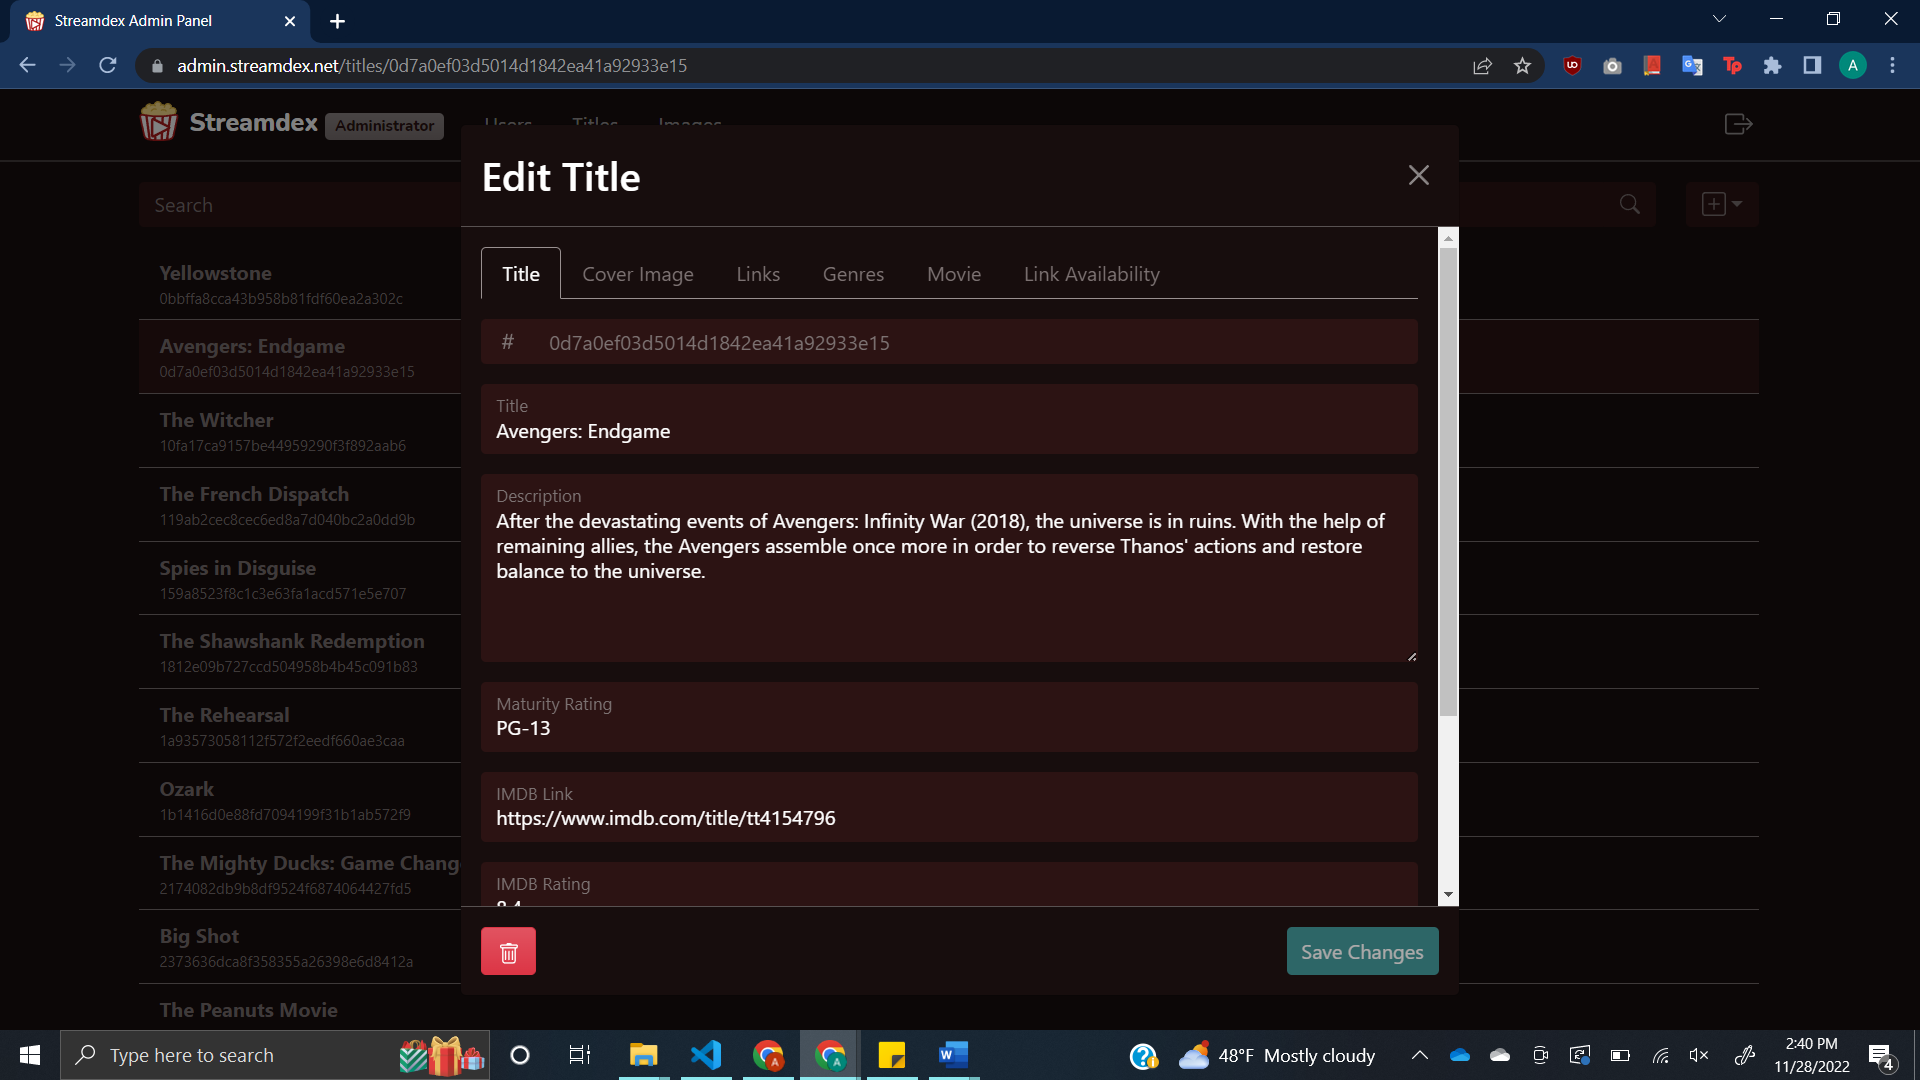 Streamdex Admin Panel
admin.streamdex.net/titles/0d7a0ef03d5014d1842ea41a92933e15
A
Streamdex Administrator Users Titles Images
Edit Title
Search
Yellowstone
0bbffa8cca43b958b81fdf60ea2a302c
Avengers: Endgame
0d7a0ef03d5014d1842ea41a92933e15
The Witcher
10fa17ca9157be44959290f3f892aab6
The French Dispatch
119ab2cec8cec6ed8a7d040bc2a0dd9b
Spies in Disguise
159a8523f8c1c3e63fa1acd571e5e707
The Shawshank Redemption
1812e09b727ccd504958b4b45c091b83
The Rehearsal
1a93573058112f572f2eedf660ae3caa
Ozark
1b1416d0e88fd7094199f31b1ab572f9
The Mighty Ducks: Game Chang
2174082db9b8df9524f6874064427fd5
Big Shot
2373636dca8f358355a26398e6d8412a
The Peanuts Movie
Title Cover Image Links Genres Movie Link Availability
# 0d7a0ef03d5014d1842ea41a92933e15
Title
Avengers: Endgame
Description
After the devastating events of Avengers: Infinity War (2018), the universe is in ruins. With the help of
remaining allies, the Avengers assemble once more in order to reverse Thanos' actions and restore
balance to the universe.
Maturity Rating
PG-13
IMDB Link
https://www.imdb.com/title/tt4154796
IMDB Rating
8.4
Save Changes
Type here to search
48°F Mostly cloudy
2:40 PM
11/28/2022
4